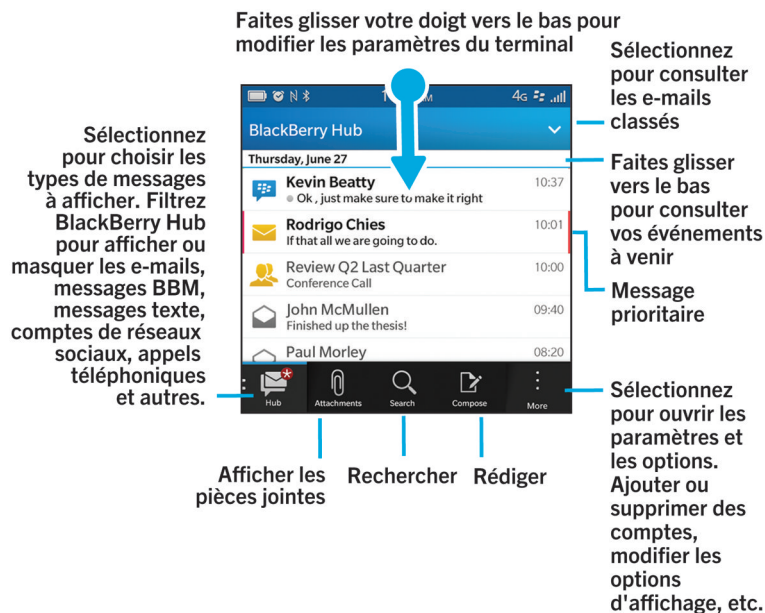 Faites glisser votre doigt vers le bas pour
modifier les paramètres du terminal
Sélectionnez
pour consulter
les e-mails
classés
Faites glisser
vers le bas
pour consulter
vos événements
à venir
Message
prioritaire
Sélectionnez
pour choisir les
types de messages
à afficher. Filtrez
BlackBerry Hub
pour afficher ou
masquer les e-mails,
messages BBM,
messages texte,
comptes de réseaux
sociaux, appels
téléphoniques
et autres.
4G
BlackBerry Hub
Thursday, June 27
Kevin Beatty 10:37
Ok , just make sure to make it right
Rodrigo Chies 10:01
If that all we are going to do.
Review Q2 Last Quarter 10:00
Conference Call
John McMullen 09:40
Finished up the thesis!
Paul Morley 08:20
Hub Attachments Search Compose More
Afficher les
pièces jointes
Rechercher
Rédiger
Sélectionnez
pour ouvrir les
paramètres et
les options.
Ajouter ou
supprimer des
comptes,
modifier les
options
d'affichage, etc.